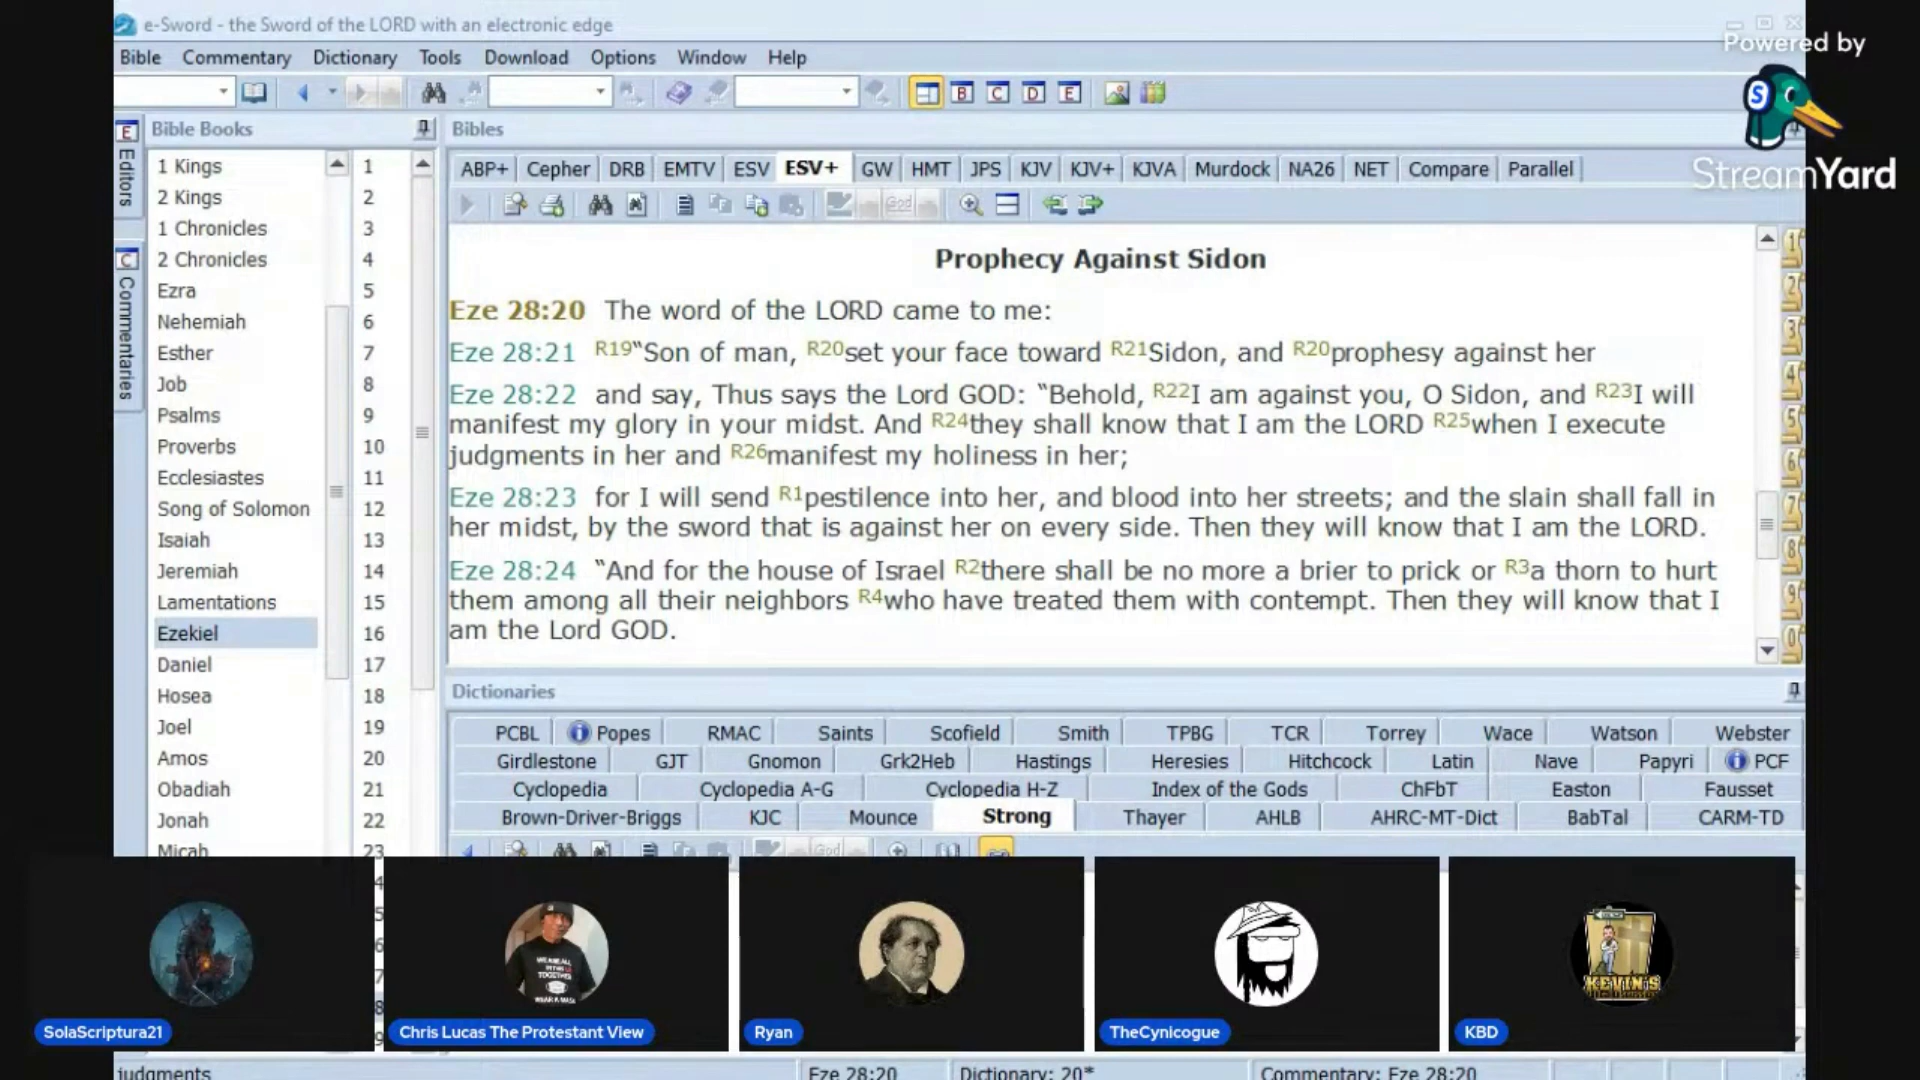 e-Sword - the Sword of the LORD with an electronic edge
Powered by
StreamYard
Bible Commentary Dictionary Tools Download Options Window Help
B C D E
Bible Books
Bibles
Editors
Commentaries
1 Kings 1
2 Kings 2
1 Chronicles 3
2 Chronicles 4
Ezra 5
Nehemiah 6
Esther 7
Job 8
Psalms 9
Proverbs 10
Ecclesiastes 11
Song of Solomon 12
Isaiah 13
Jeremiah 14
Lamentations 15
Ezekiel 16
Daniel 17
Hosea 18
Joel 19
Amos 20
Obadiah 21
Jonah 22
Micah 23
ABP+ Cepher DRB EMTV ESV ESV+ GW HMT JPS KJV KJV+ KJVA Murdock NA26 NET Compare Parallel
God
Prophecy Against Sidon
Eze 28:20 The word of the LORD came to me:
Eze 28:21 R19“Son of man, R20set your face toward R21Sidon, and R20prophesy against her
Eze 28:22 and say, Thus says the Lord GOD: “Behold, R22I am against you, O Sidon, and R23I will
manifest my glory in your midst. And R24they shall know that I am the LORD R25when I execute
judgments in her and R26manifest my holiness in her;
Eze 28:23 for I will send R1pestilence into her, and blood into her streets; and the slain shall fall in
her midst, by the sword that is against her on every side. Then they will know that I am the LORD.
Eze 28:24 “And for the house of Israel R2there shall be no more a brier to prick or R3a thorn to hurt
them among all their neighbors R4who have treated them with contempt. Then they will know that I
am the Lord GOD.
Dictionaries
PCBL Popes RMAC Saints Scofield Smith TPBG TCR Torrey Wace Watson Webster
Girdlestone GJT Gnomon Grk2Heb Hastings Heresies Hitchcock Latin Nave Papyri PCF
Cyclopedia Cyclopedia A-G Cyclopedia H-Z Index of the Gods ChFbT Easton Fausset
Brown-Driver-Briggs KJC Mounce Strong Thayer AHLB AHRC-MT-Dict BabTal CARM-TD
God
WE ARE ALL
IN THIS
TOGETHER
WEAR A MASK
KEVIN'S
SolaScriptura21
Chris Lucas The Protestant View
Ryan
TheCynicogue
KBD
judgments
Eze 28:20
Dictionary: 20*
Commentary: Eze 28:20